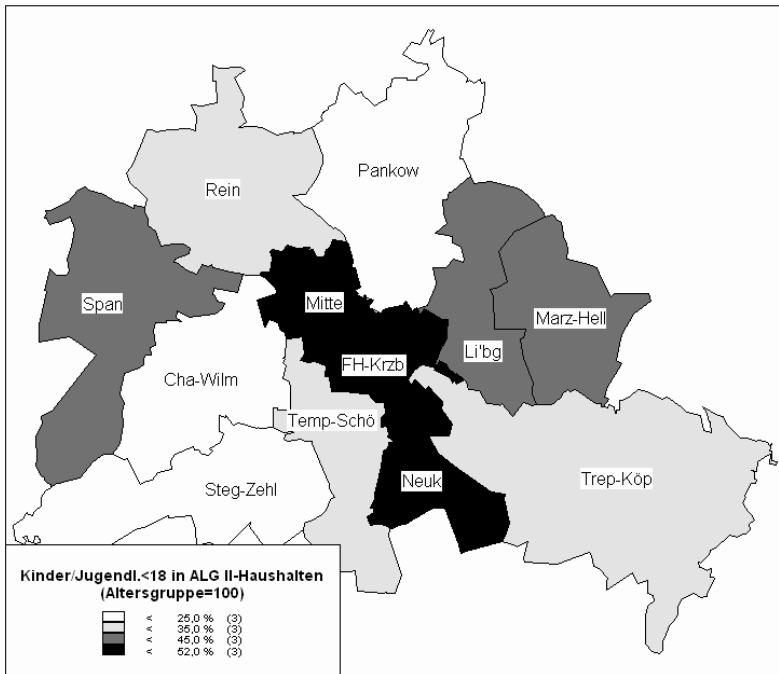 Pankow
Rein
Span
Mitte
Marz-Hell
Li'bg
FH-Krzb
Cha-Wilm
Temp-Schö
Steg-Zehl
Neuk
Trep-Köp
Kinder/Jugendl.<18 in ALG II-Haushalten
(Altersgruppe=100)
< 25,0 % (3)
< 35,0 % (3)
< 45,0 % (3)
< 52,0 % (3)